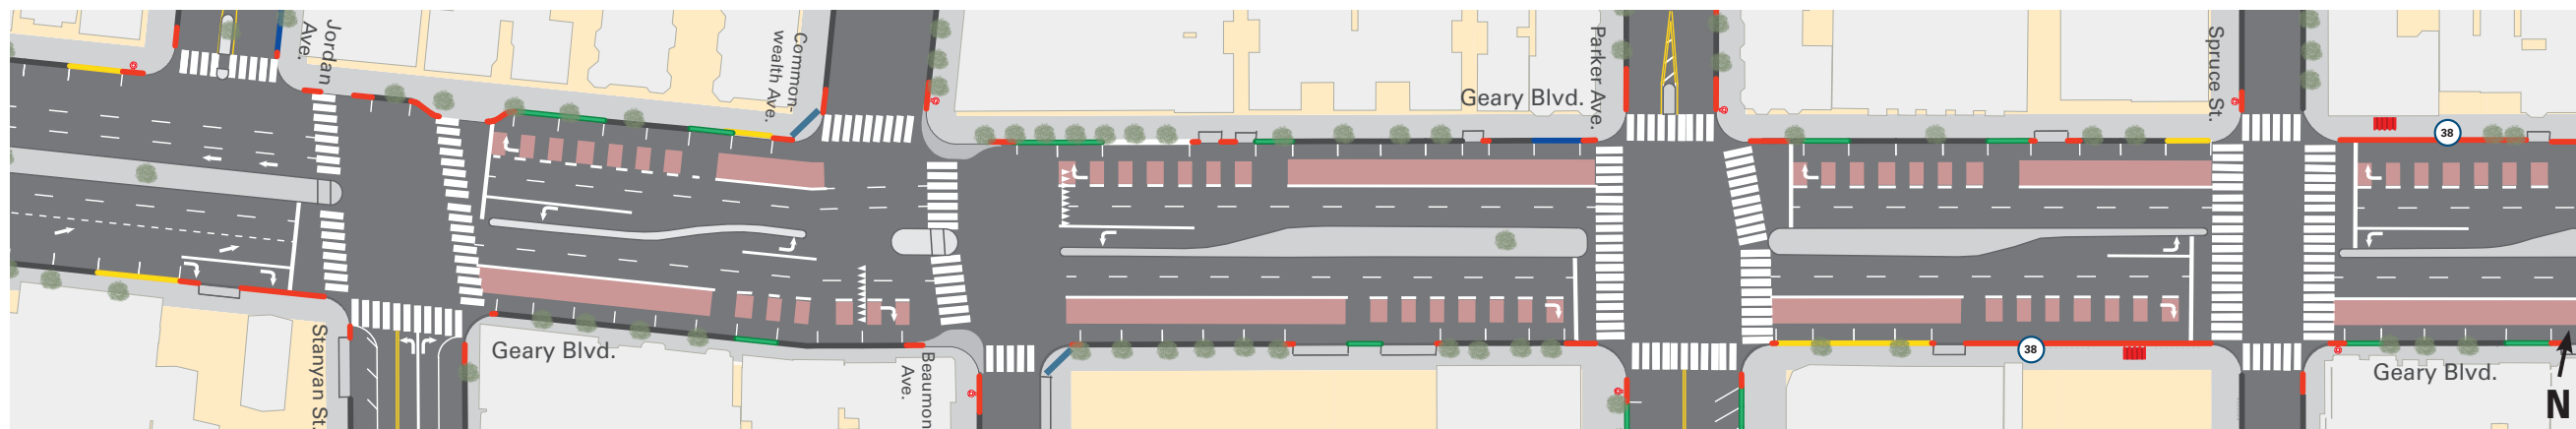 Jordan
Ave.
Common-
wealth Ave.
Geary Blvd.
Parker Ave.
Spruce St.
38
Stanyan St.
Geary Blvd.
Beaumon
Ave.
38
Geary Blvd.
N